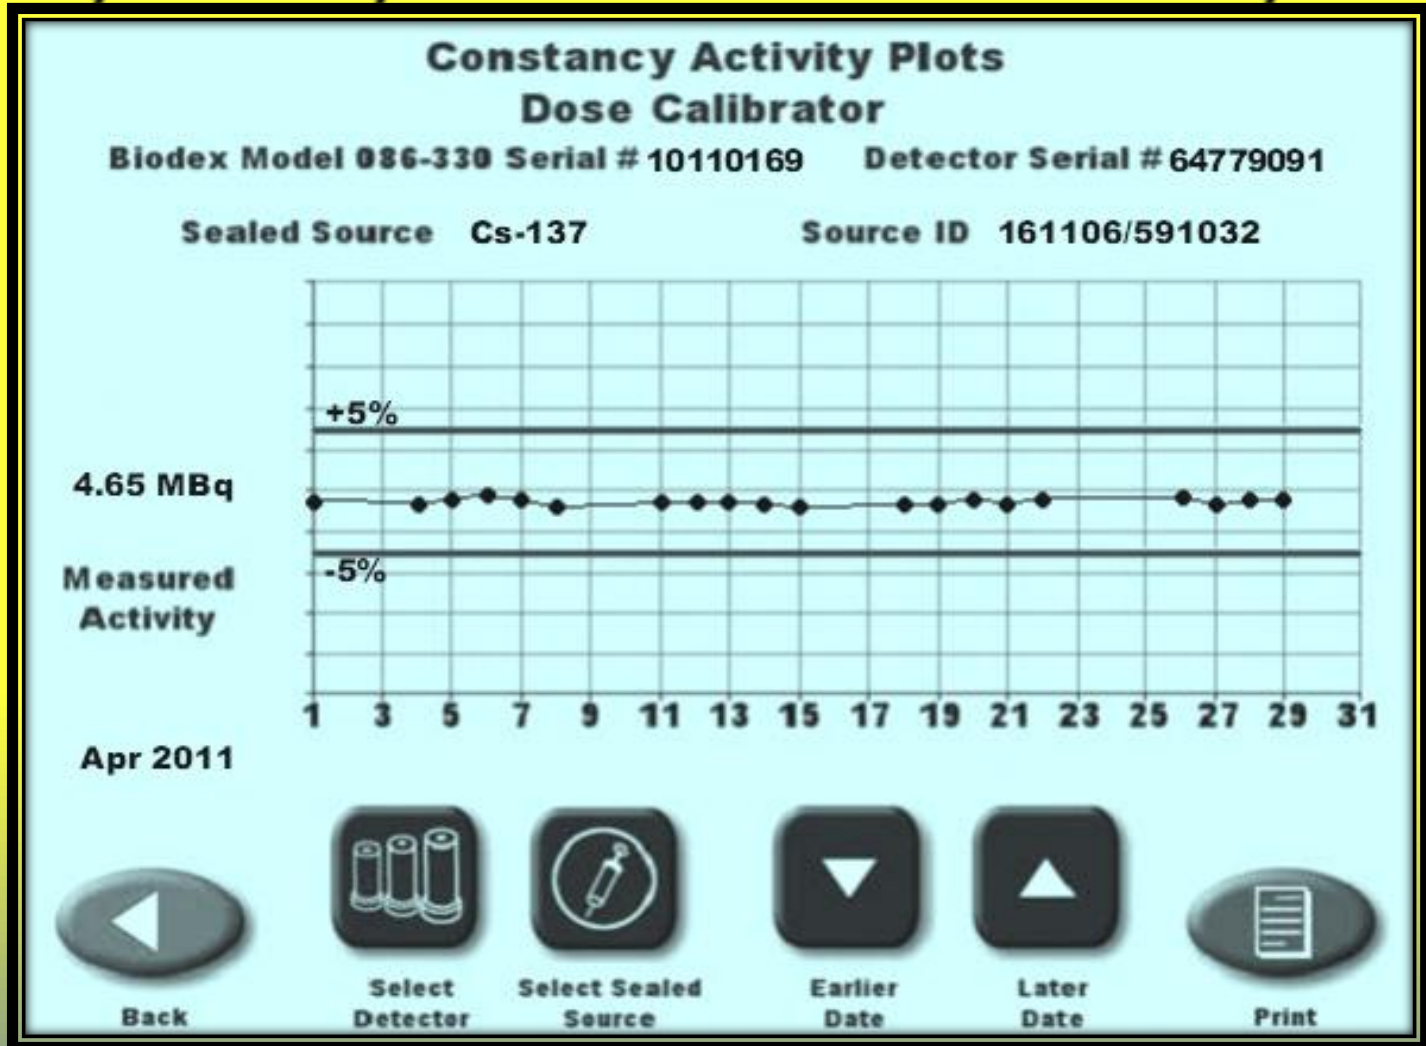 Constancy Activity Plots
Dose Calibrator
Biodex Model 086-330 Serial # 10110169 Detector Serial # 64779091
Sealed Source Cs-137 Source ID 161106/591032
+5%
4.65 MBq
-5%
Measured
Activity
1 3 5 7 9 11 13 15 17 19 21 23 25 27 29 31
Apr 2011
Back
Select
Detector
Select Sealed
Source
Earlier
Date
Later
Date
Print